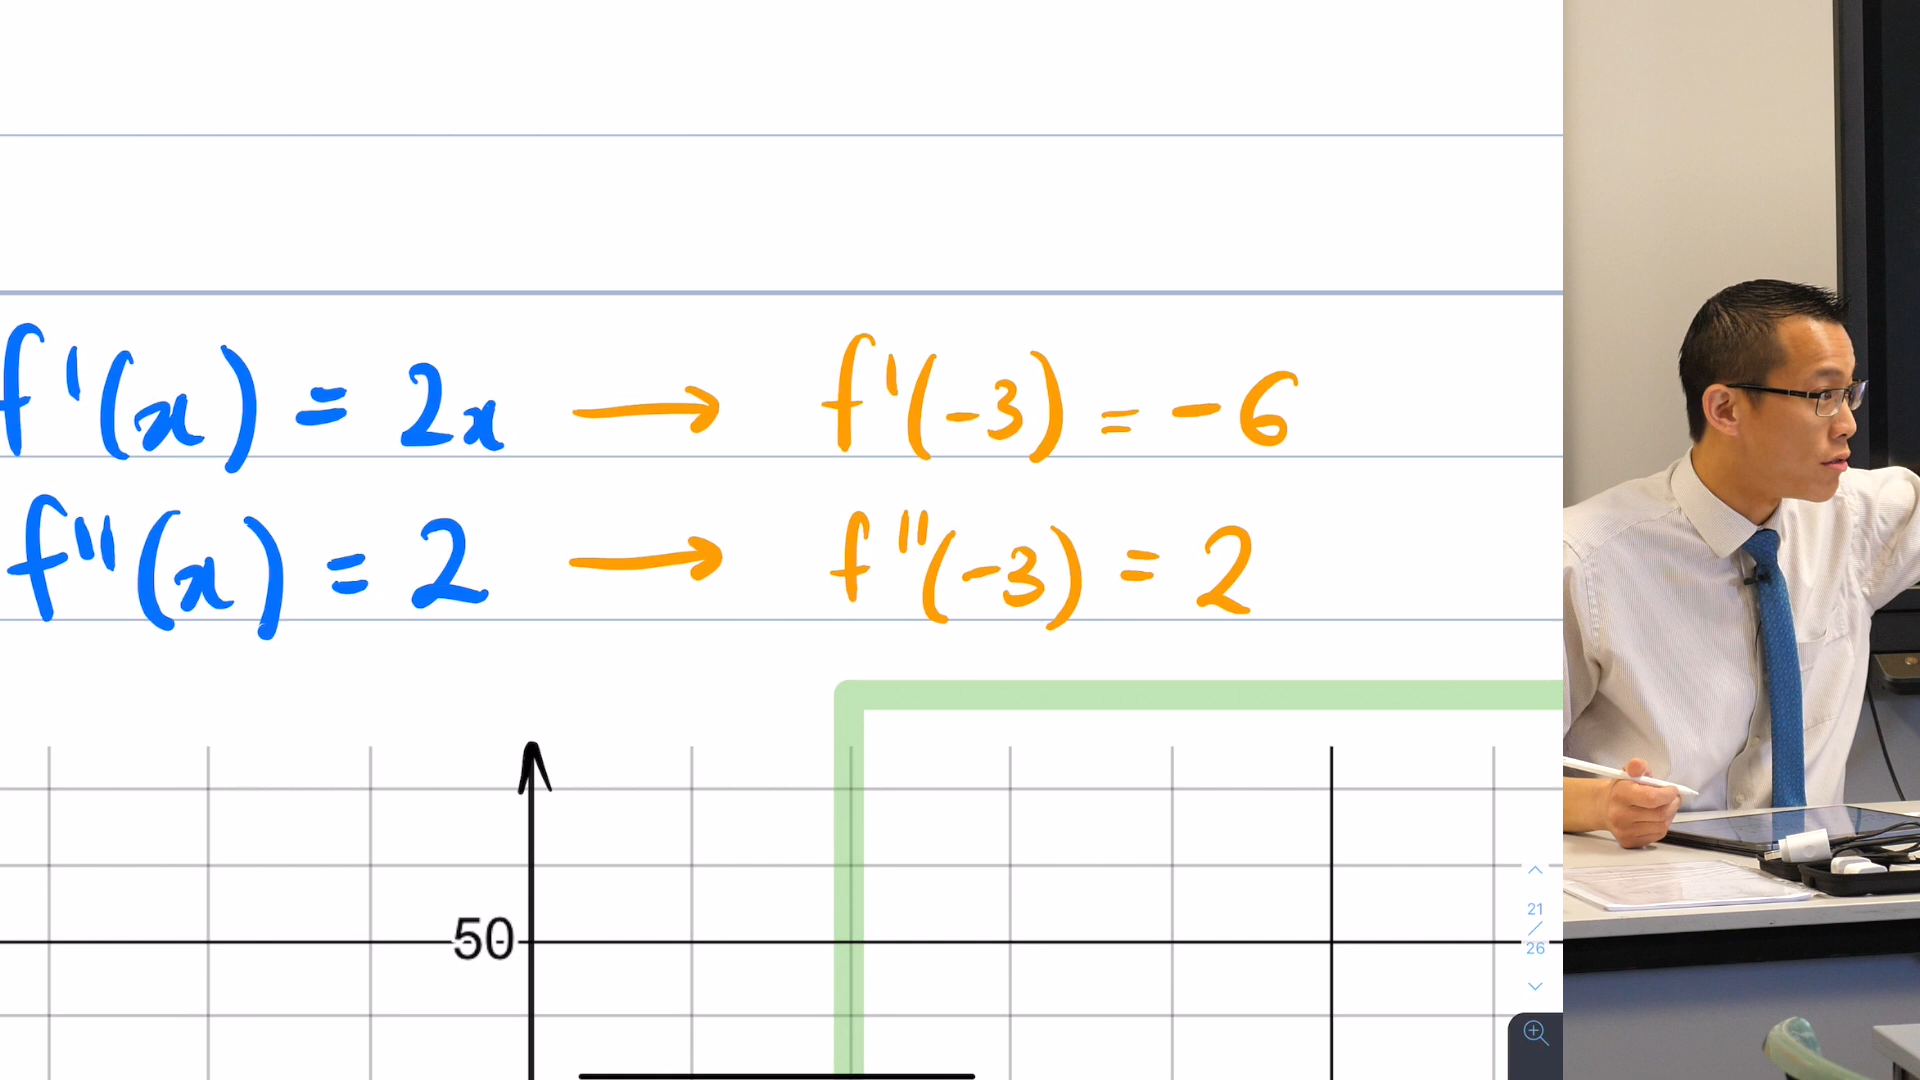 f'(x) = 2x → f'(-3) = -6
f''(x) = 2 → f''(-3) = 2
50
21
/
26